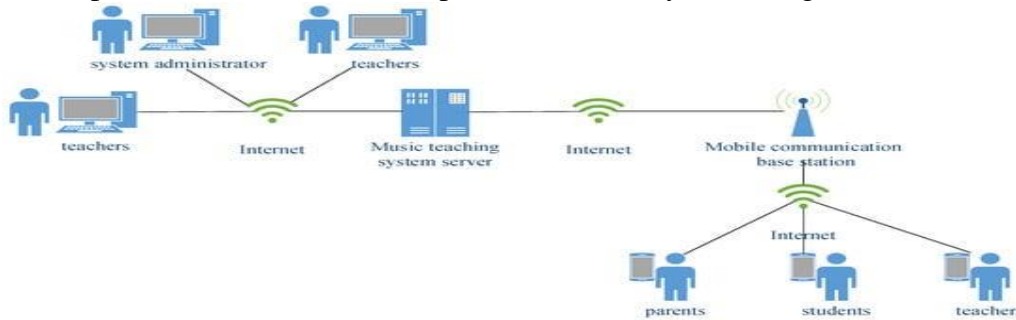 system administrator
teachers
teachers
Internet
Music teaching
system server
Internet
Mobile communication
base station
Internet
parents
students
teacher